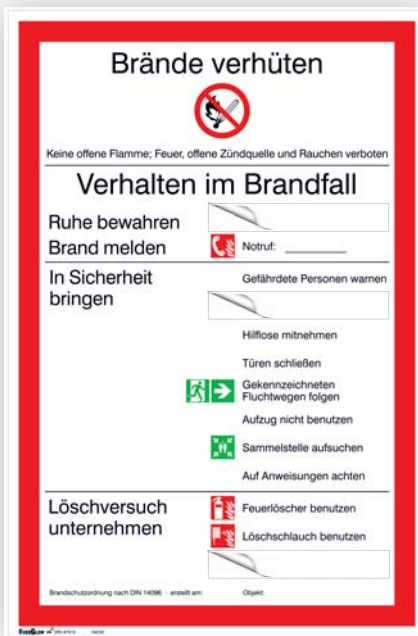 Brände verhüten
Keine offene Flamme; Feuer, offene Zündquelle und Rauchen verboten
Verhalten im Brandfall
Ruhe bewahren
Brand melden
Notruf: __________
In Sicherheit
bringen
Gefährdete Personen warnen
Hilflose mitnehmen
Türen schließen
Gekennzeichneten
Fluchtwegen folgen
Aufzug nicht benutzen
Sammelstelle aufsuchen
Auf Anweisungen achten
Löschversuch
unternehmen
Feuerlöscher benutzen
Löschschlauch benutzen
Brandschutzordnung nach DIN 14096 - erstellt am: Objekt:
EverGlow